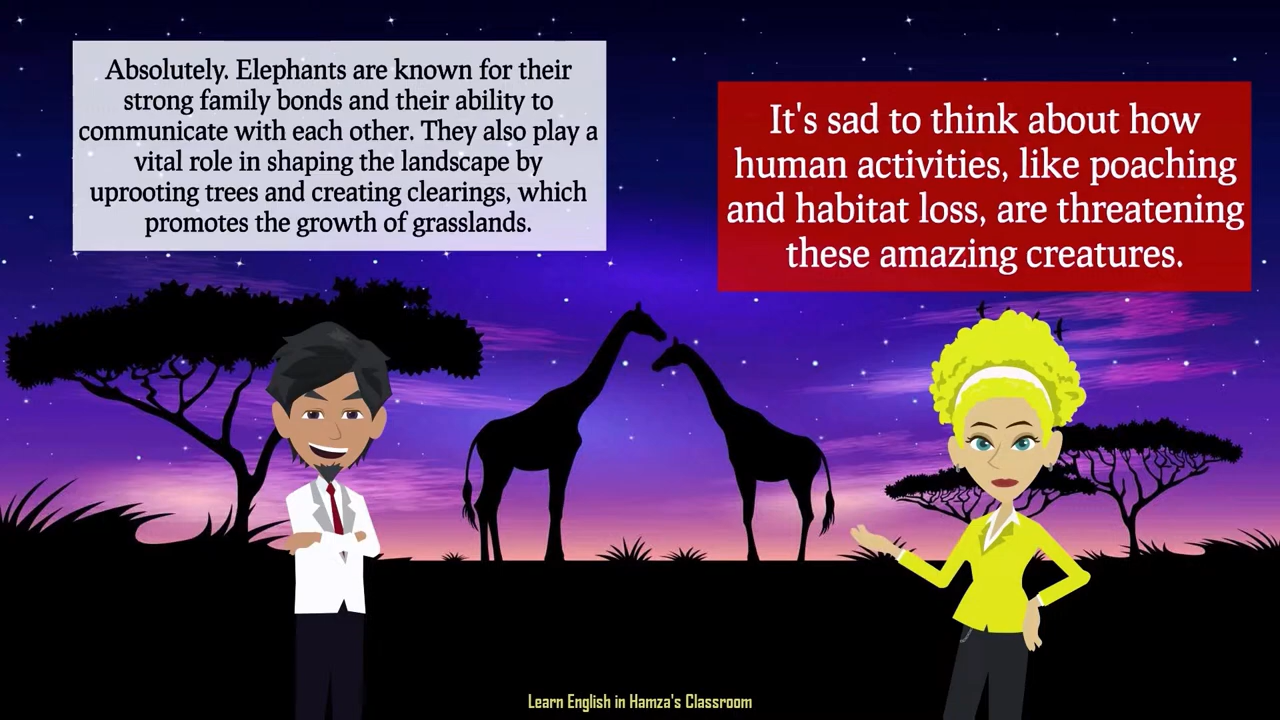 Absolutely. Elephants are known for their
strong family bonds and their ability to
communicate with each other. They also play a
vital role in shaping the landscape by
uprooting trees and creating clearings, which
promotes the growth of grasslands.
It's sad to think about how
human activities, like poaching
and habitat loss, are threatening
these amazing creatures.
Learn English in Hamza's Classroom